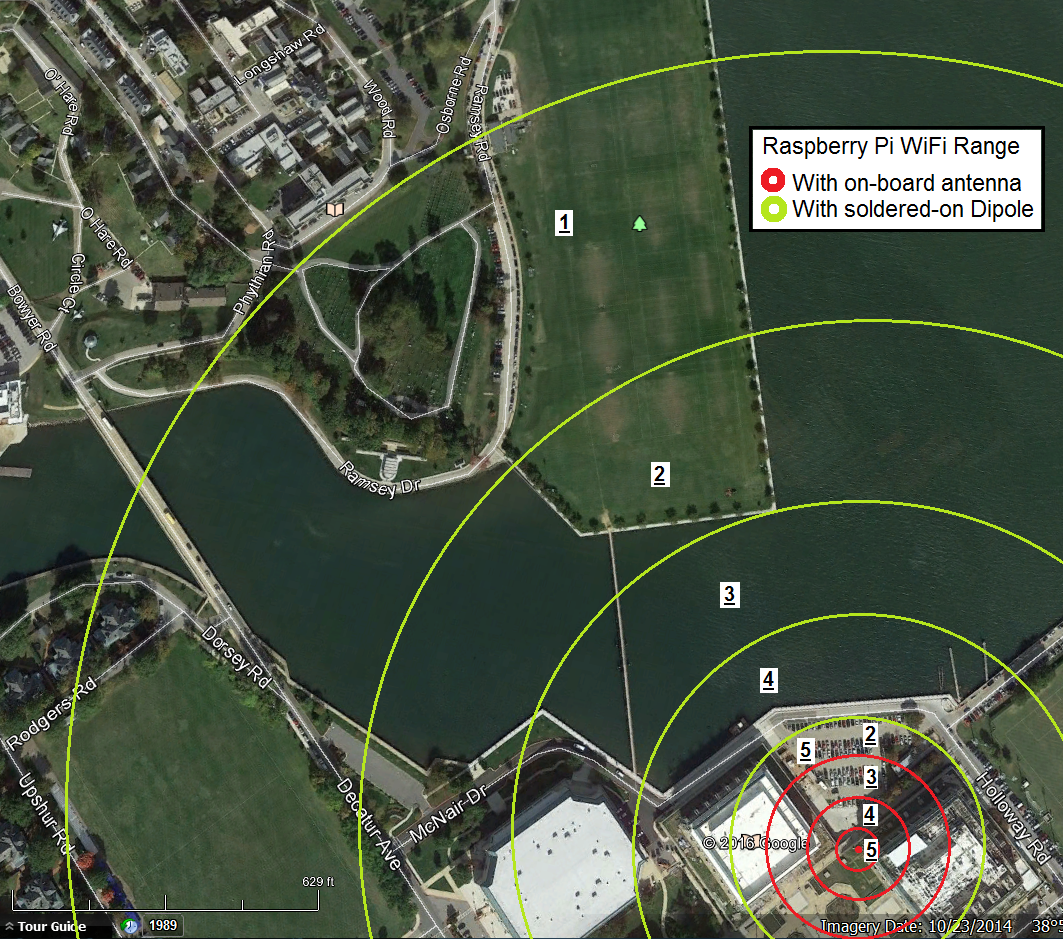 Longshaw Rd
O' Hare Rd
Wood Rd
Osborne Rd
Ramsey Rd
Raspberry Pi WiFi Range
With on-board antenna
With soldered-on Dipole
O'Hare Rd
1
Phythian Rd
Circle Ct
Bowyer Rd
Ramsey Dr
2
3
Dorsey Rd
4
Rodgers Rd
2
5
3
Upshur Rd
Decatur Ave
McNair Dr
4
Holloway Rd
© 2016 Google
5
629 ft
Tour Guide
1989
Imagery Date: 10/23/2014 38°5